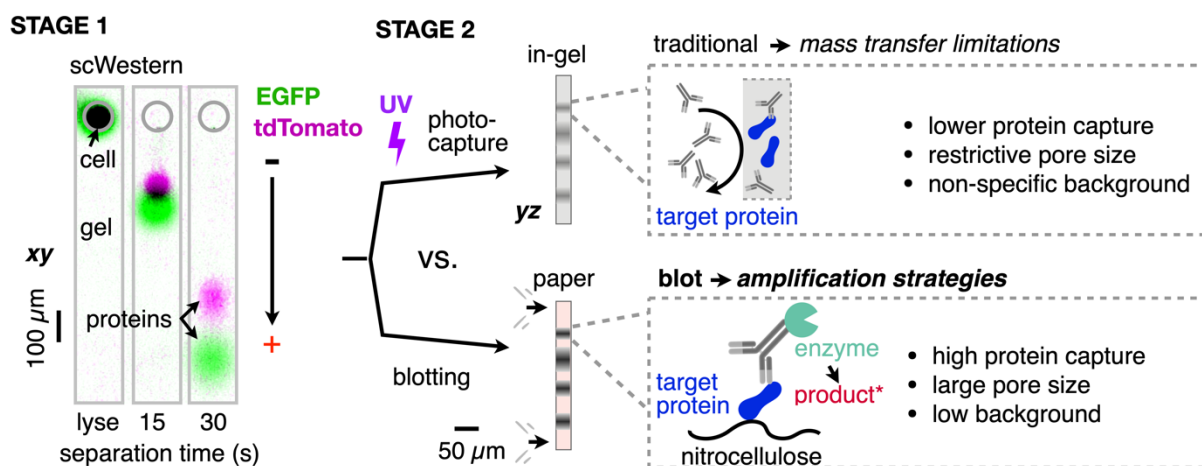 STAGE 1
scWestern
cell
gel
xy
100 µm
proteins
lyse 15 30
separation time (s)
EGFP
tdTomato
-
+
STAGE 2
UV
photo-
capture
vs.
blotting
in-gel
yz
paper
50 µm
traditional → mass transfer limitations
target protein
• lower protein capture
• restrictive pore size
• non-specific background
blot → amplification strategies
enzyme
product*
target
protein
nitrocellulose
• high protein capture
• large pore size
• low background